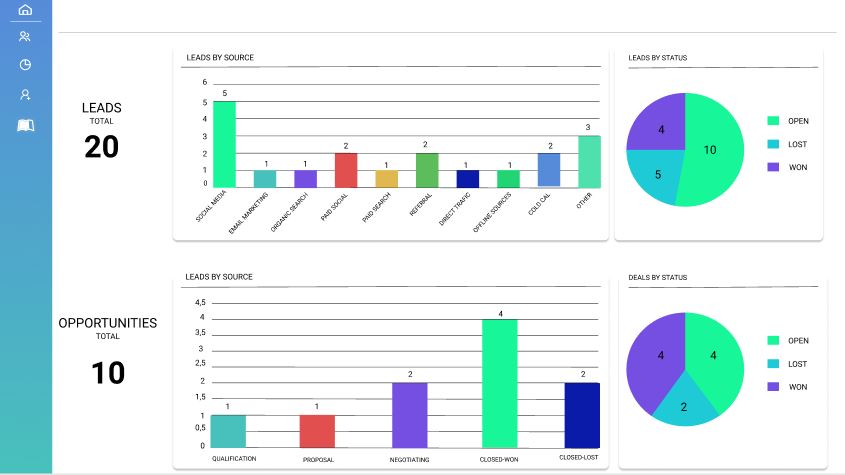 LEADS
TOTAL
20
LEADS BY SOURCE
6
5
4
3
2
1
0
5
1
1
2
1
2
1
1
2
3
SOCIAL MEDIA
EMAIL MARKETING
ORGANIC SEARCH
PAID SOCIAL
PAID SEARCH
REFERRAL
DIRECT TRAFIC
OFFLINE SOURCES
COLD CAL
OTHER
LEADS BY STATUS
4
10
5
OPEN
LOST
WON
OPPORTUNITIES
TOTAL
10
LEADS BY SOURCE
4,5
4
3,5
3
2,5
2
1,5
1
0,5
0
1
1
2
4
2
QUALIFICATION
PROPOSAL
NEGOTIATING
CLOSED-WON
CLOSED-LOST
DEALS BY STATUS
4
4
2
OPEN
LOST
WON